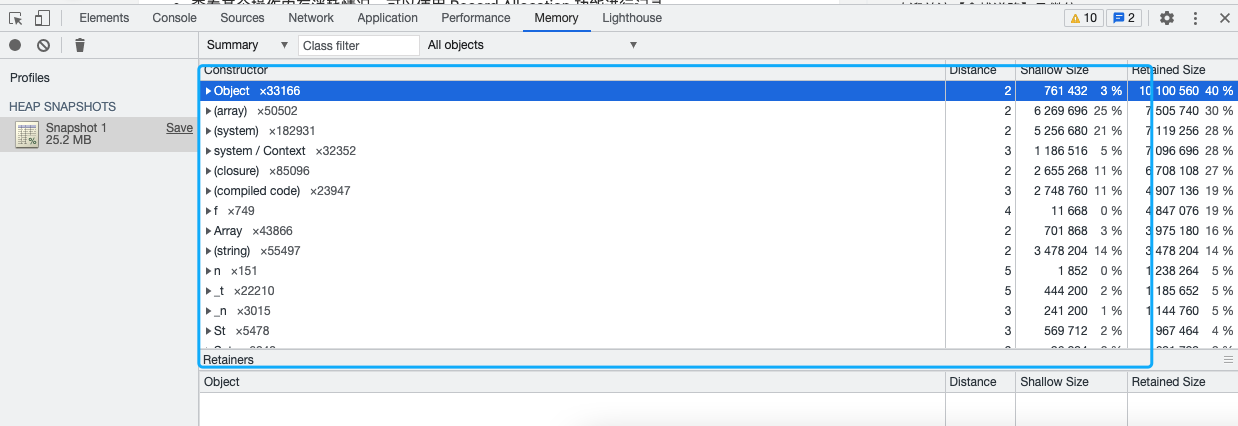 Elements Console Sources Network Application Performance Memory Lighthouse 10 2
Summary Class filter All objects
Profiles
HEAP SNAPSHOTS
Snapshot 1 Save
25.2 MB
Constructor Distance Shallow Size Retained Size
Object ×33166 2 761 432 3 % 10 100 560 40 %
(array) ×50502 2 6 269 696 25 % 7 505 740 30 %
(system) ×182931 2 5 256 680 21 % 7 119 256 28 %
system / Context ×32352 3 1 186 516 5 % 7 096 696 28 %
(closure) ×85096 2 2 655 268 11 % 6 708 108 27 %
(compiled code) ×23947 3 2 748 760 11 % 4 907 136 19 %
f ×749 4 11 668 0 % 4 847 076 19 %
Array ×43866 2 701 868 3 % 3 975 180 16 %
(string) ×55497 2 3 478 204 14 % 3 478 204 14 %
n ×151 5 1 852 0 % 1 238 264 5 %
_t ×22210 5 444 200 2 % 1 185 652 5 %
_n ×3015 3 241 200 1 % 1 144 760 5 %
St ×5478 3 569 712 2 % 967 464 4 %
Retainers
Object Distance Shallow Size Retained Size